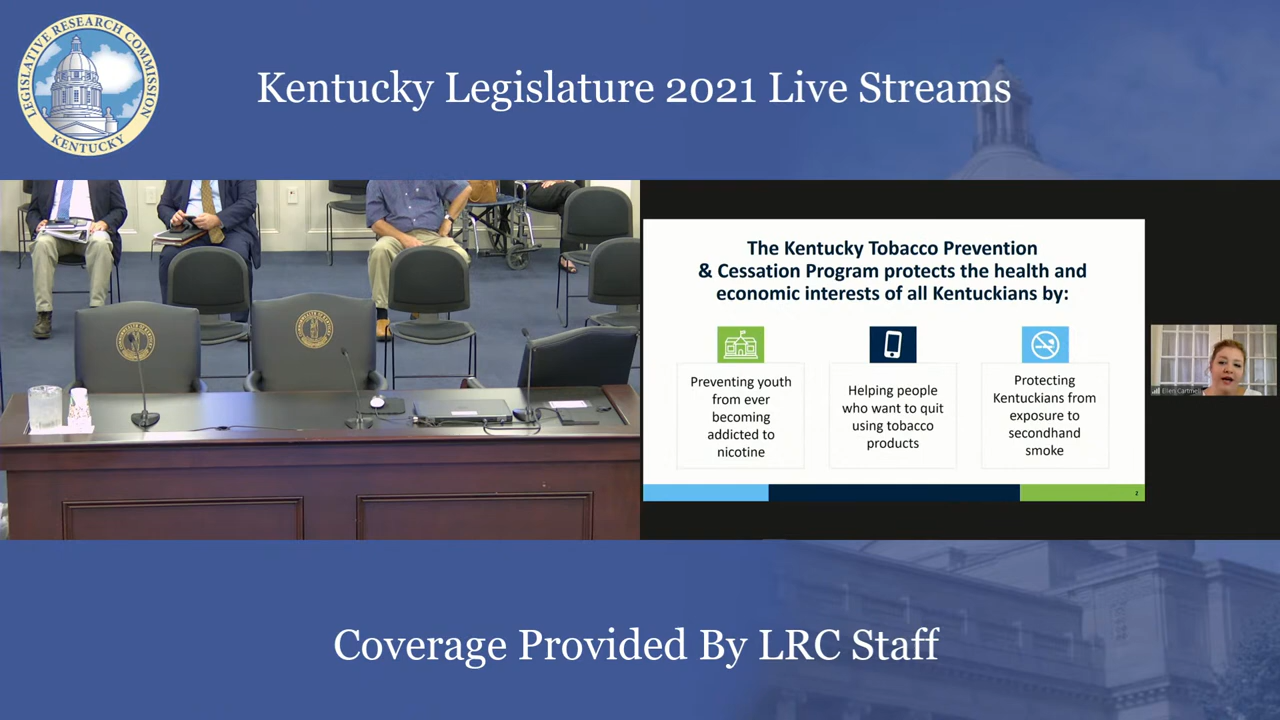 LEGISLATIVE RESEARCH COMMISSION
KENTUCKY
Kentucky Legislature 2021 Live Streams
The Kentucky Tobacco Prevention
& Cessation Program protects the health and
economic interests of all Kentuckians by:
Preventing youth
from ever
becoming
addicted to
nicotine
Helping people
who want to quit
using tobacco
products
Protecting
Kentuckians from
exposure to
secondhand
smoke
2
Coverage Provided By LRC Staff